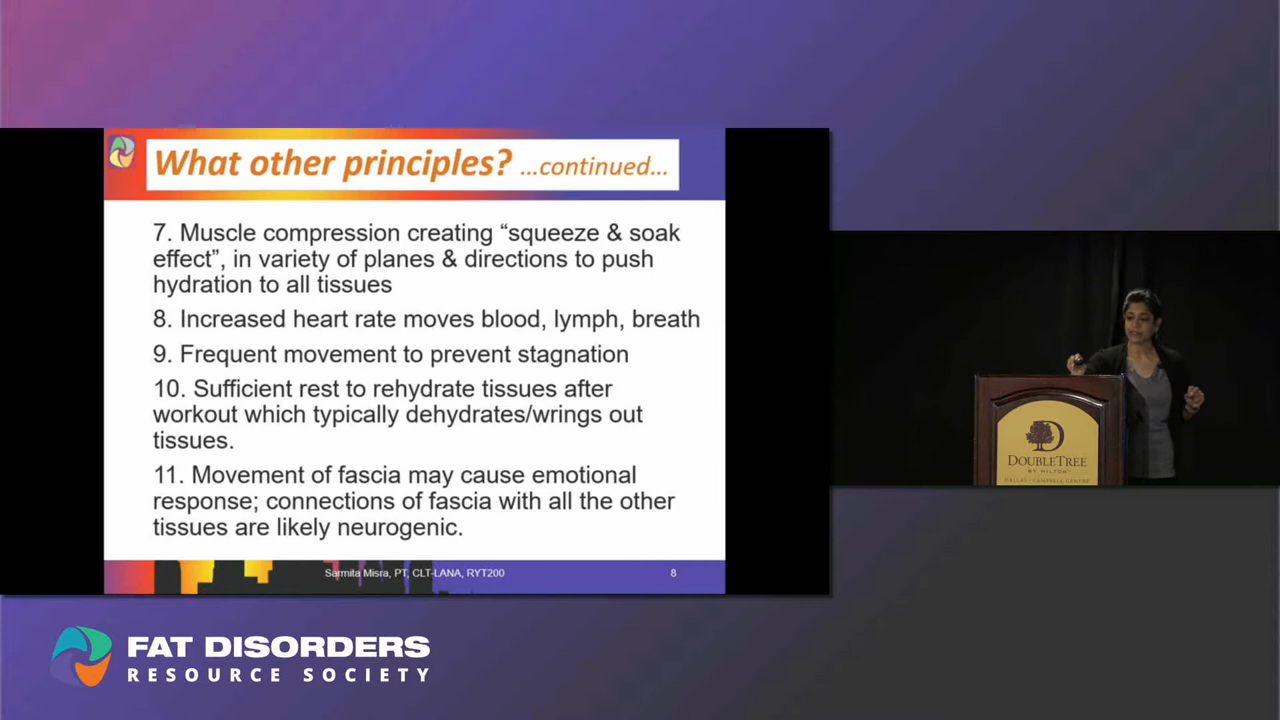 What other principles? ...continued...
7. Muscle compression creating “squeeze & soak
effect”, in variety of planes & directions to push
hydration to all tissues
8. Increased heart rate moves blood, lymph, breath
9. Frequent movement to prevent stagnation
10. Sufficient rest to rehydrate tissues after
workout which typically dehydrates/wrings out
tissues.
11. Movement of fascia may cause emotional
response; connections of fascia with all the other
tissues are likely neurogenic.
Sarmita Misra, PT, CLT-LANA, RYT200
8
D
DOUBLETREE
BY HILTON
DALLAS - CAMPBELL CENTRE
FAT DISORDERS
RESOURCE SOCIETY